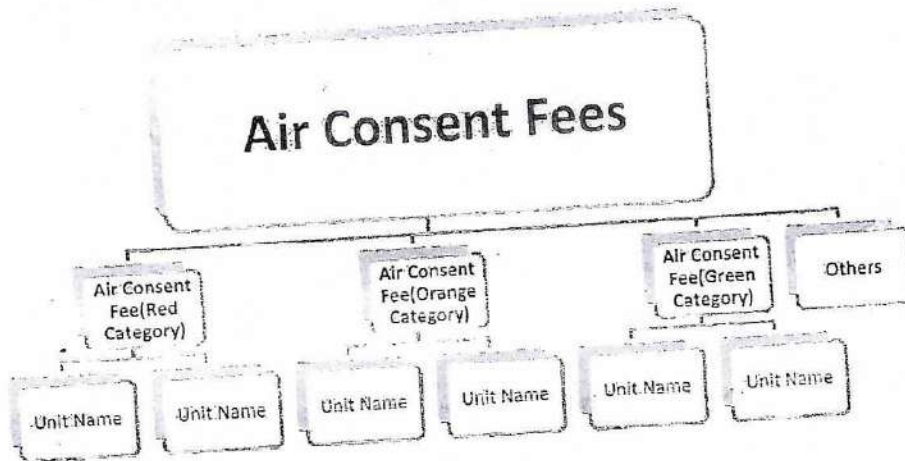 Air Consent Fees
Air Consent
Fee(Red
Category)
Air Consent
Fee(Orange
Category)
Air Consent
Fee(Green
Category)
Others
Unit Name
Unit Name
Unit Name
Unit Name
Unit Name
Unit Name